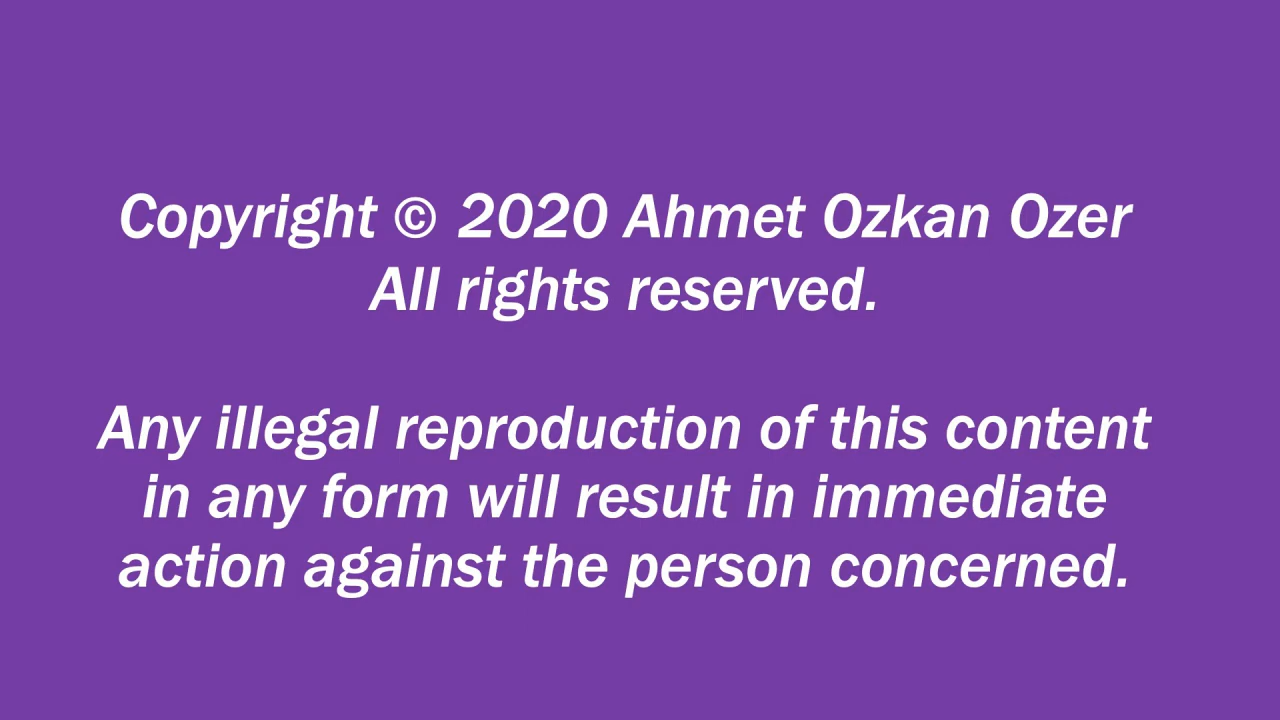 Copyright © 2020 Ahmet Ozkan Ozer
All rights reserved.
Any illegal reproduction of this content
in any form will result in immediate
action against the person concerned.